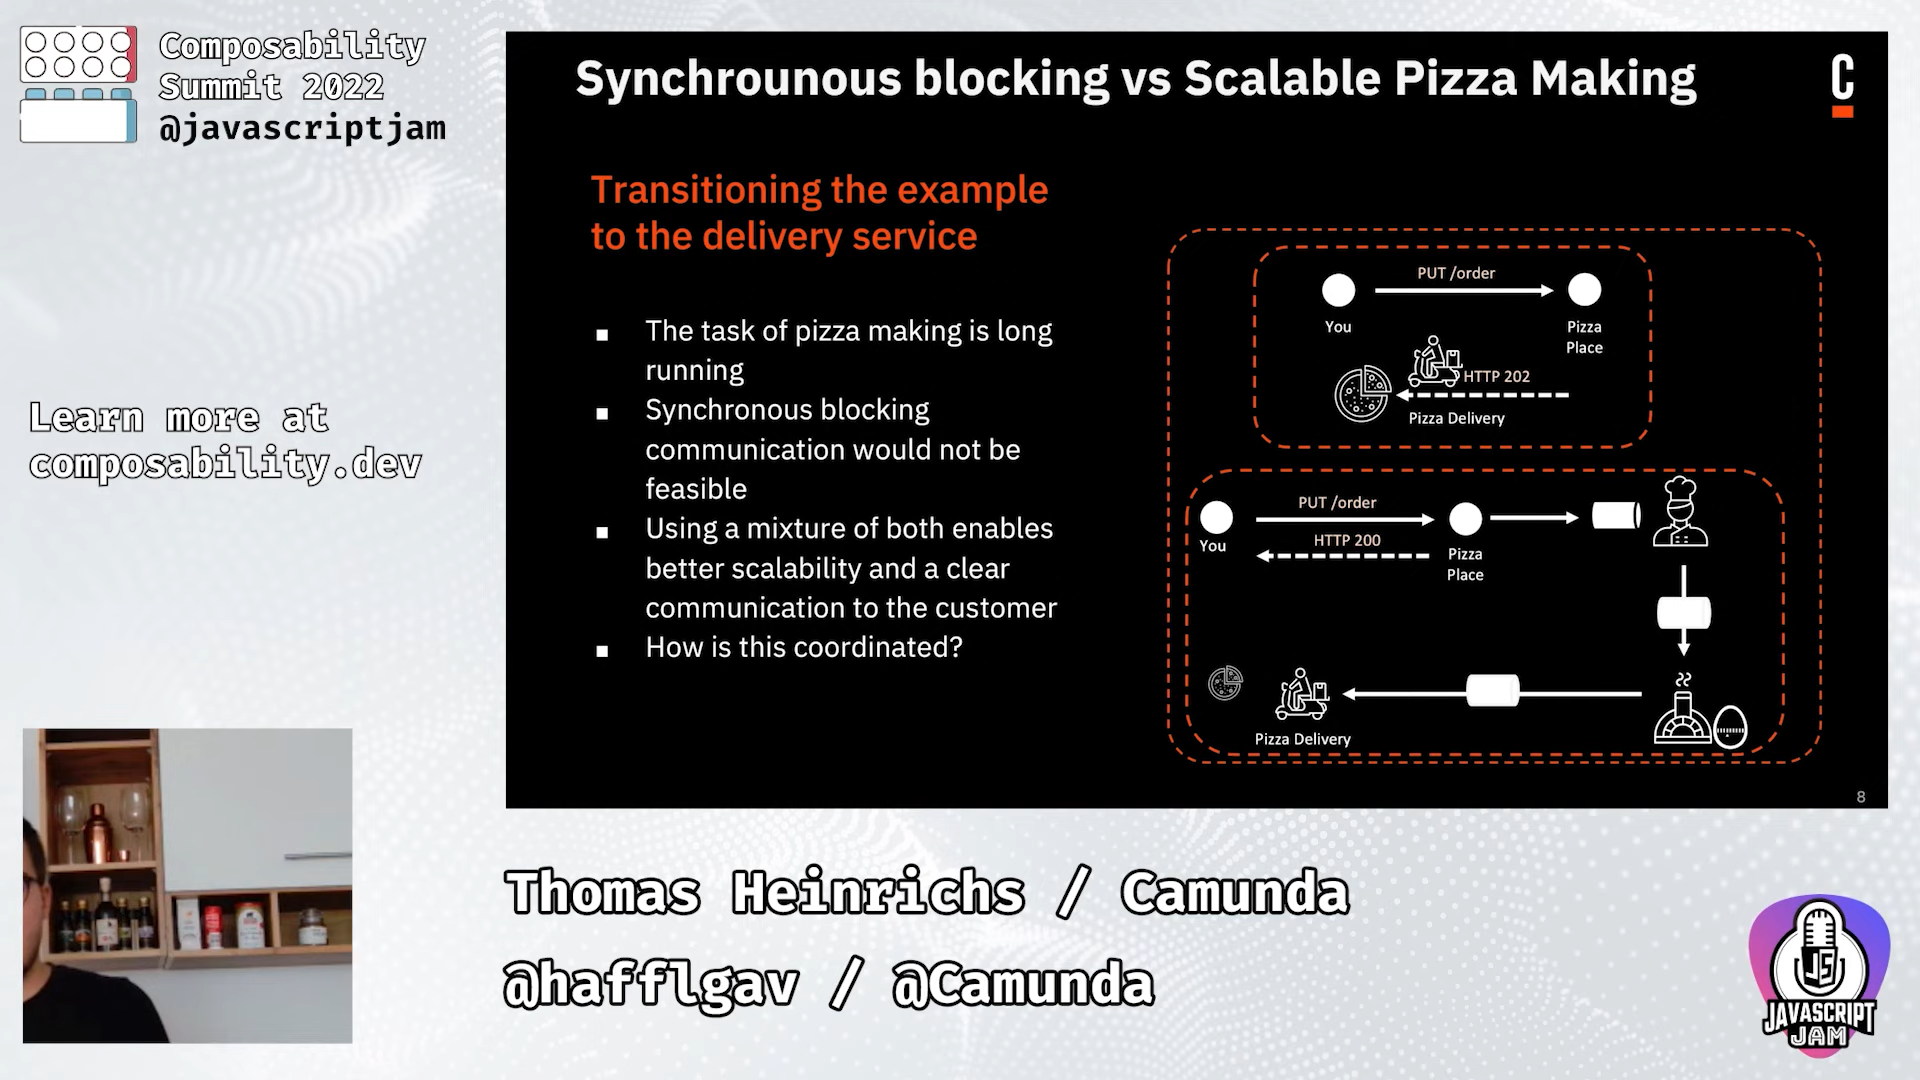 Composability
Summit 2022
@javascriptjam
Learn more at
composability.dev
Synchrounous blocking vs Scalable Pizza Making
C
Transitioning the example
to the delivery service
The task of pizza making is long
running
Synchronous blocking
communication would not be
feasible
Using a mixture of both enables
better scalability and a clear
communication to the customer
How is this coordinated?
PUT /order
You
Pizza
Place
HTTP 202
Pizza Delivery
PUT /order
HTTP 200
You
Pizza
Place
Pizza Delivery
8
Thomas Heinrichs / Camunda
@hafflgav / @Camunda
JS
JAVASCRIPT
JAM